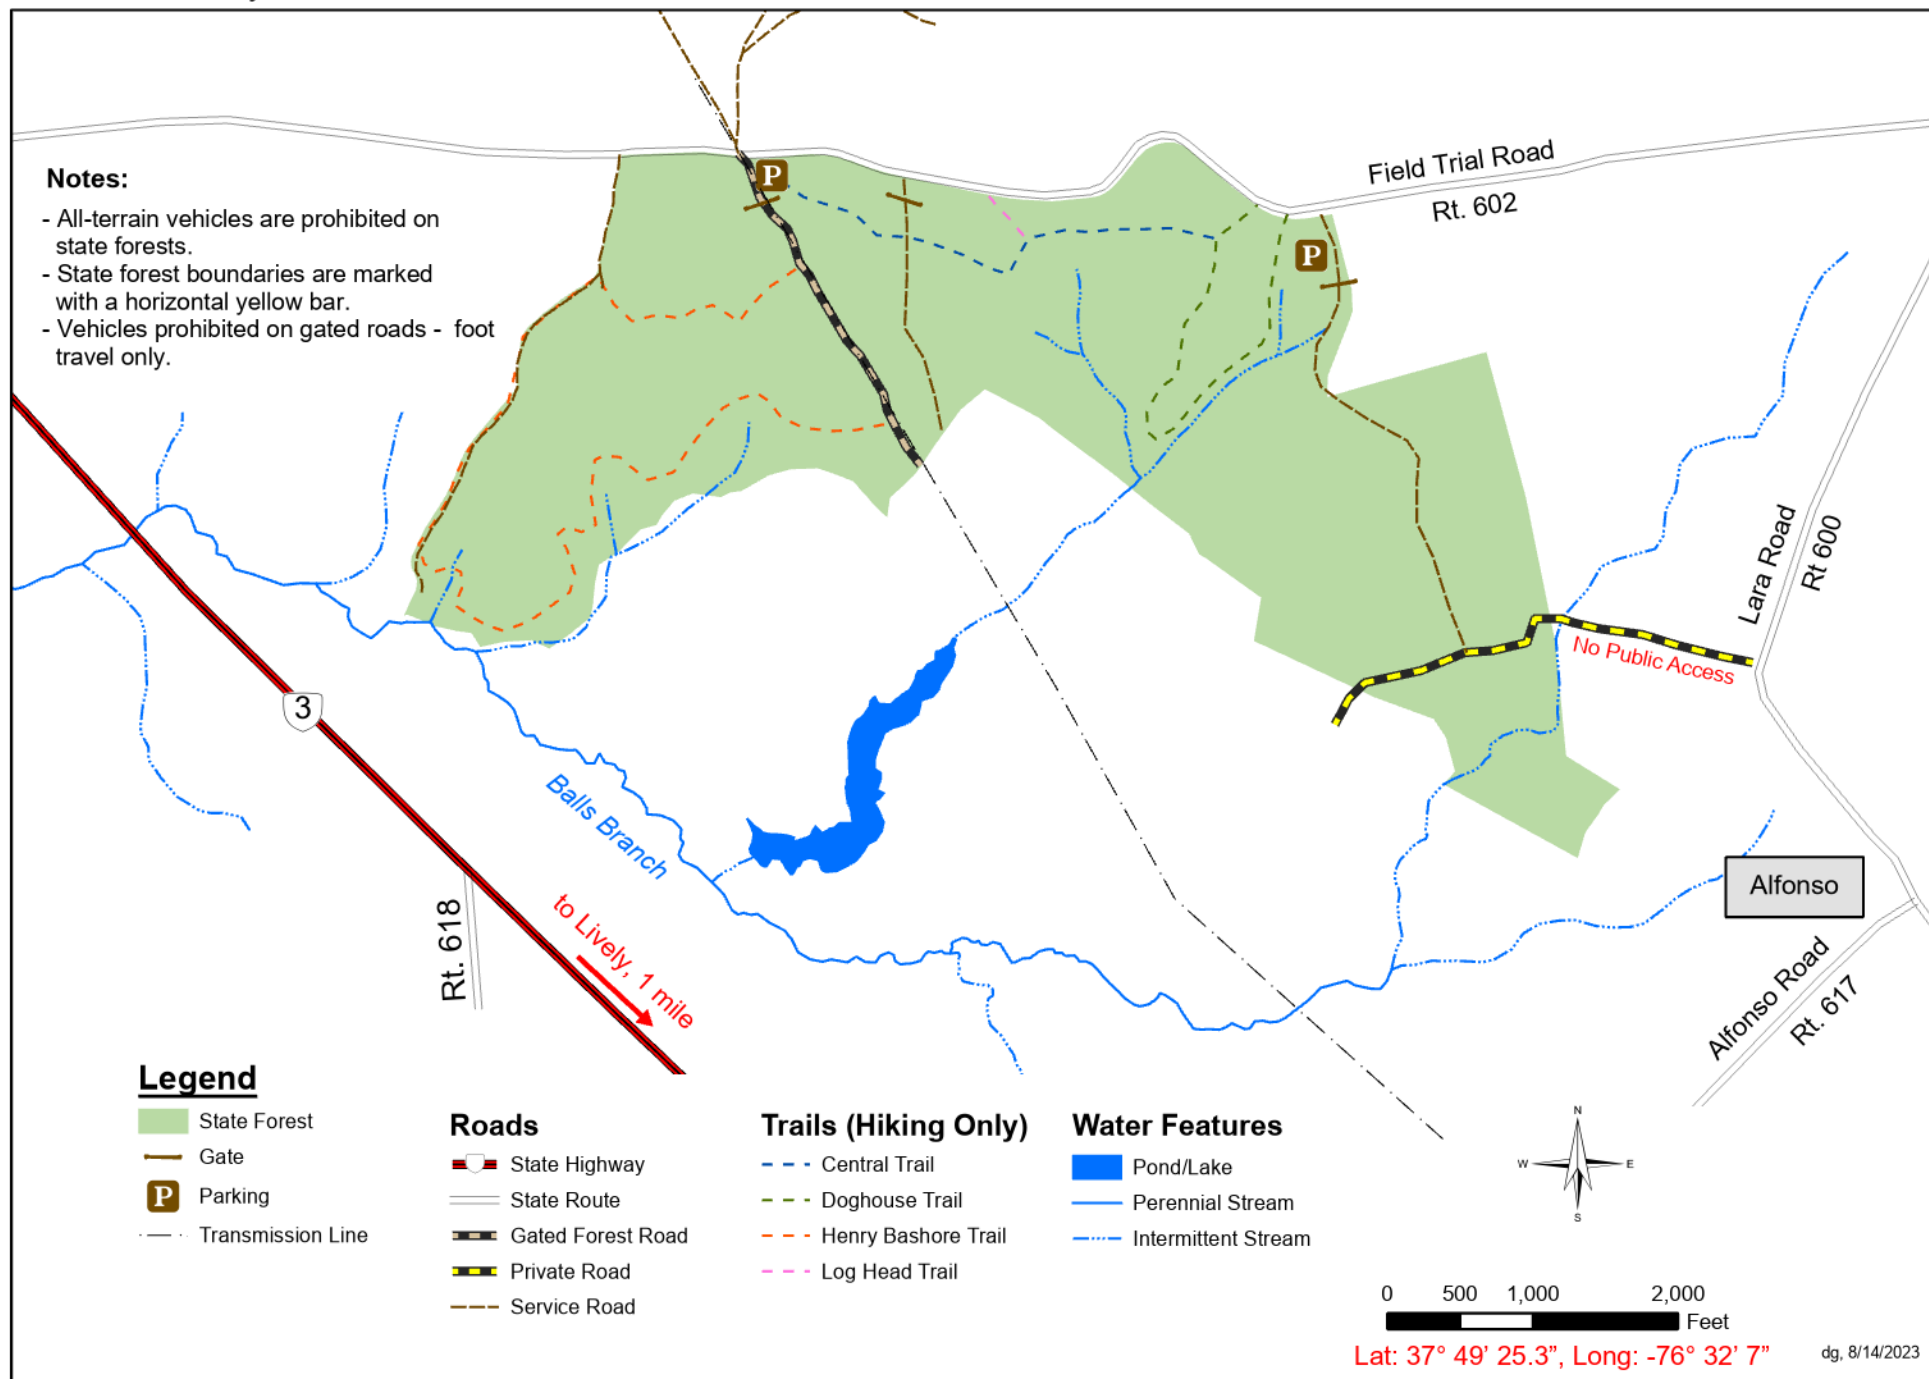 Notes:
- All-terrain vehicles are prohibited on
state forests.
- State forest boundaries are marked
with a horizontal yellow bar.
- Vehicles prohibited on gated roads -  foot
travel only.
P
P
Field Trial Road
Rt. 602
Lara Road
Rt 600
No Public Access
3
Balls Branch
Rt. 618
to Lively, 1 mile
Alfonso
Alfonso Road
Rt. 617
Legend
State Forest
Gate
P Parking
Transmission Line
Roads
State Highway
State Route
Gated Forest Road
Private Road
Service Road
Trails (Hiking Only)
Central Trail
Doghouse Trail
Henry Bashore Trail
Log Head Trail
Water Features
Pond/Lake
Perennial Stream
Intermittent Stream
N
W E
S
0 500 1,000 2,000
Feet
Lat: 37° 49’ 25.3”, Long: -76° 32’ 7”
dg, 8/14/2023